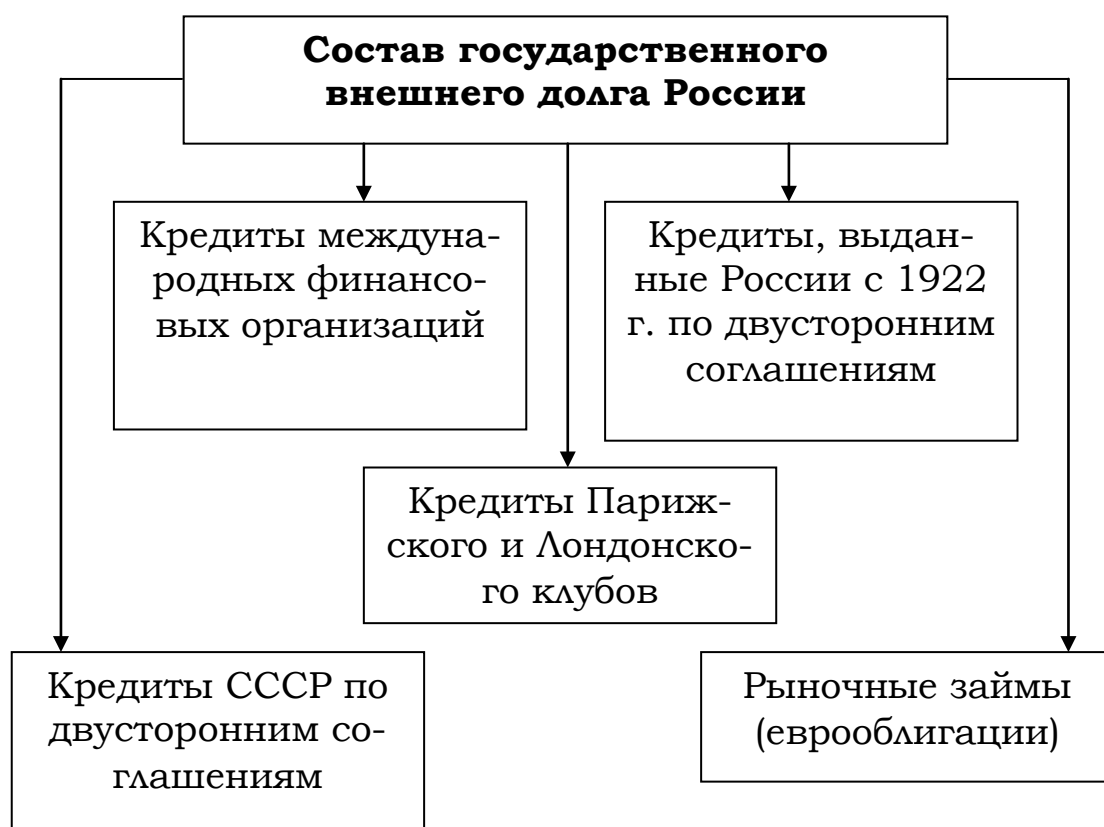 Состав государственного
внешнего долга России
Кредиты междуна-
родных финансо-
вых организаций
Кредиты, выдан-
ные России с 1922
г. по двусторонним
соглашениям
Кредиты Париж-
ского и Лондонско-
го клубов
Кредиты СССР по
двусторонним со-
глашениям
Рыночные займы
(еврооблигации)